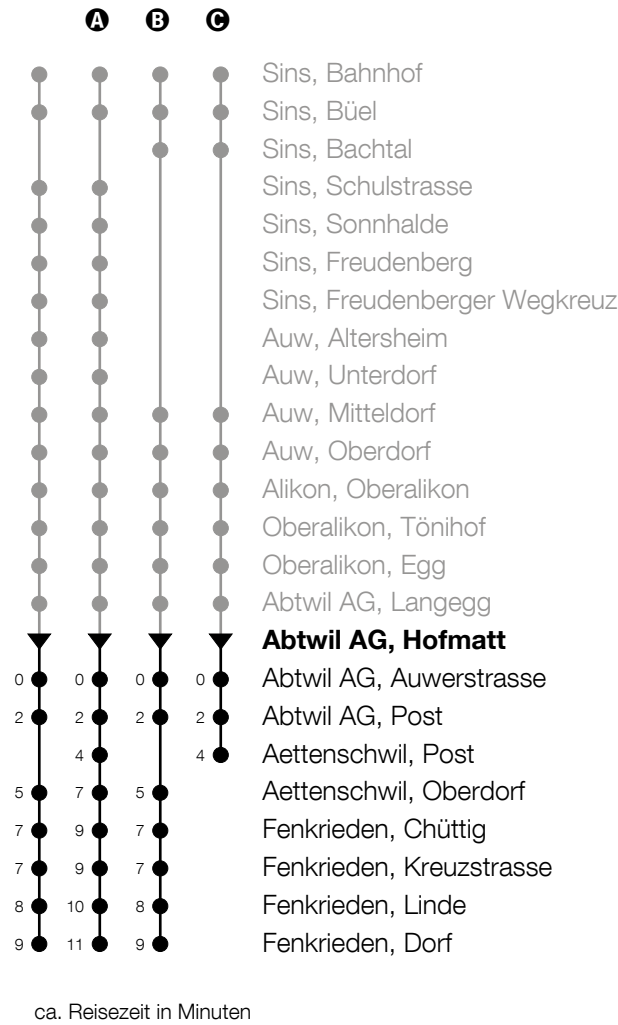 A B C
Sins, Bahnhof
Sins, Büel
Sins, Bachtal
Sins, Schulstrasse
Sins, Sonnhalde
Sins, Freudenberg
Sins, Freudenberger Wegkreuz
Auw, Altersheim
Auw, Unterdorf
Auw, Mitteldorf
Auw, Oberdorf
Alikon, Oberalikon
Oberalikon, Tönihof
Oberalikon, Egg
Abtwil AG, Langegg
Abtwil AG, Hofmatt
0 0 0 0 Abtwil AG, Auwerstrasse
2 2 2 2 Abtwil AG, Post
4 4 Aettenschwil, Post
5 7 5 Aettenschwil, Oberdorf
7 9 7 Fenkrieden, Chüttig
7 9 7 Fenkrieden, Kreuzstrasse
8 10 8 Fenkrieden, Linde
9 11 9 Fenkrieden, Dorf
ca. Reisezeit in Minuten